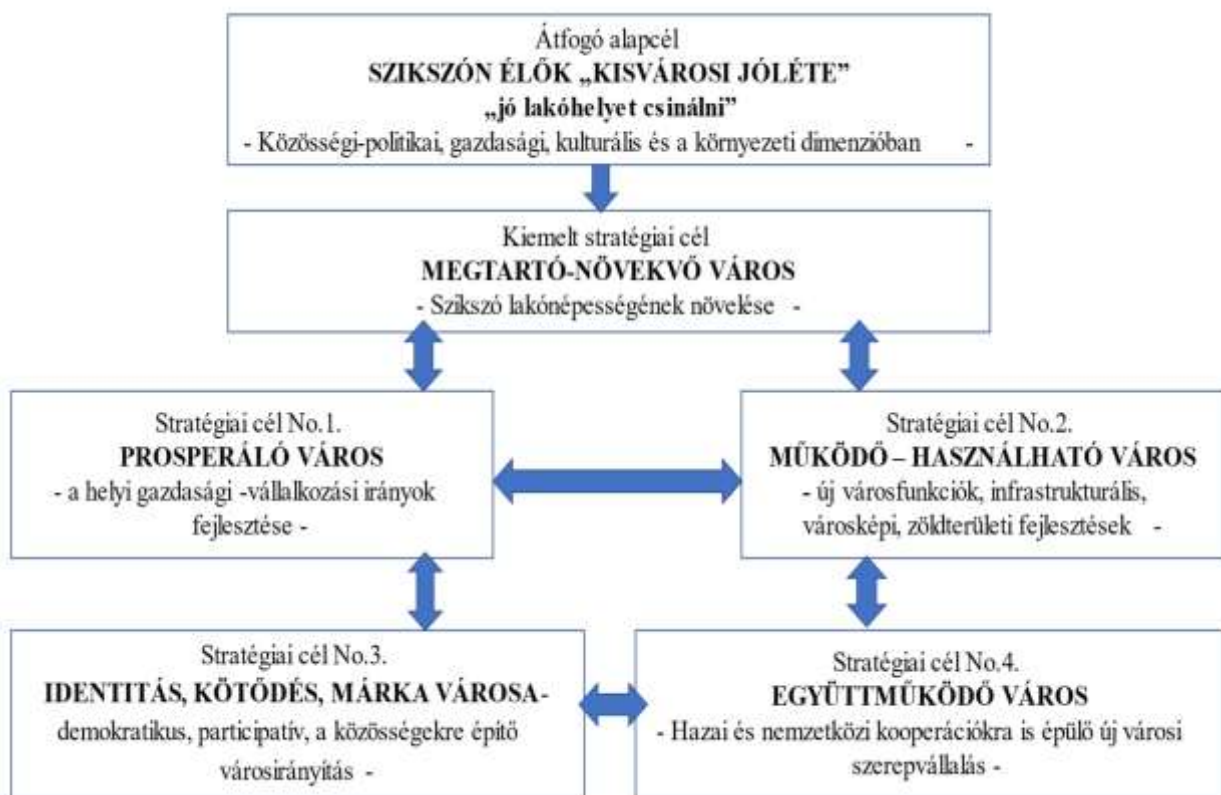 Átfogó alapcél
SZIKSZÓN ÉLŐK „KISVÁROSI JÓLÉTE”
„jó lakóhelyet csinálni”
- Közösségi-politikai, gazdasági, kulturális és a környezeti dimenzióban -
Kiemelt stratégiai cél
MEGTARTÓ-NÖVEKVŐ VÁROS
- Szikszó lakónépességének növelése -
Stratégiai cél No.1.
PROSPERÁLÓ VÁROS
- a helyi gazdasági -vállalkozási irányok
fejlesztése -
Stratégiai cél No.2.
MŰKÖDŐ – HASZNÁLHATÓ VÁROS
- új városfunkciók, infrastrukturális,
városképi, zöldterületi fejlesztések -
Stratégiai cél No.3.
IDENTITÁS, KÖTŐDÉS, MÁRKA VÁROSA-
demokratikus, participatív, a közösségekre építő
városirányítás -
Stratégiai cél No.4.
EGYÜTTMŰKÖDŐ VÁROS
- Hazai és nemzetközi kooperációkra is épülő új városi
szerepvállalás -